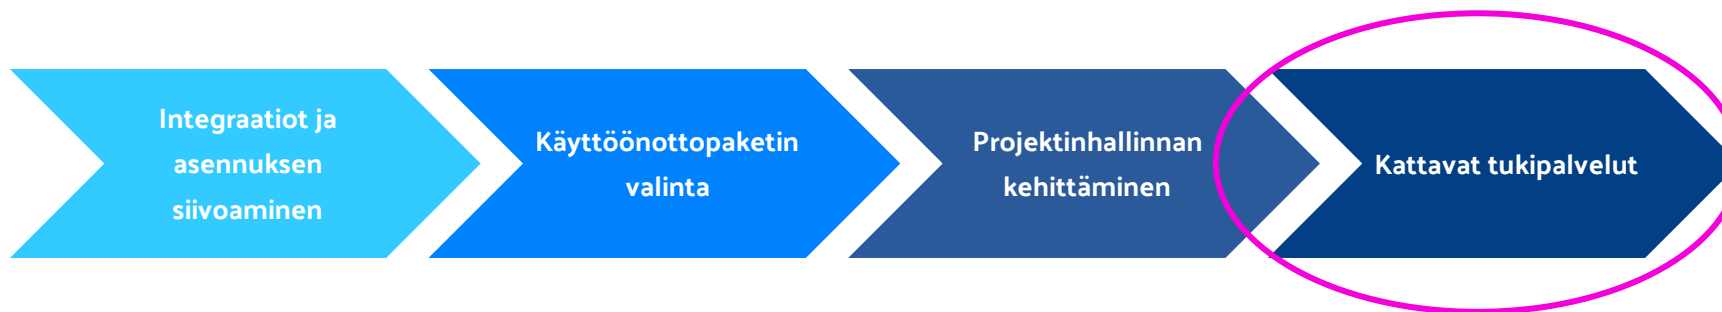 Integraatiot ja
asennuksen
siivoaminen
Käyttöönottopaketin
valinta
Projektinhallinnan
kehittäminen
Kattavat tukipalvelut